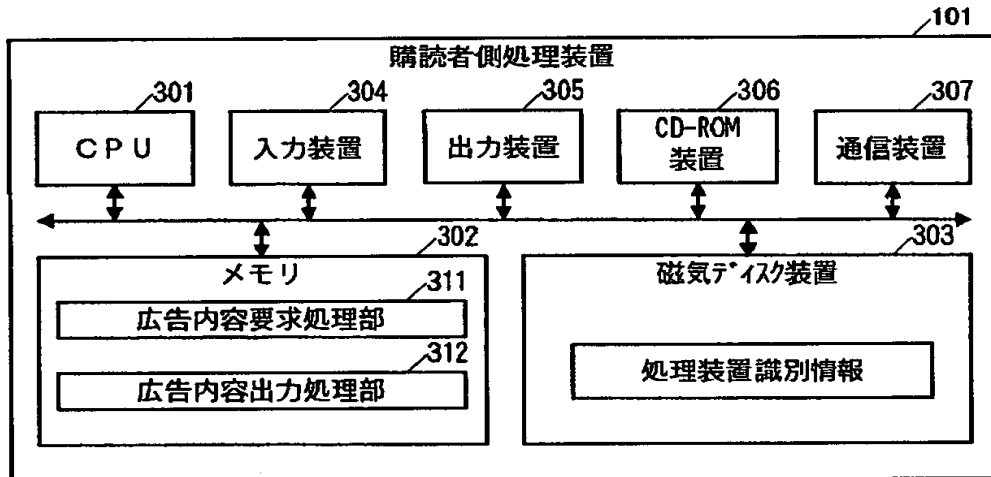 101
購読者側処理装置
301
304
305
306
307
CPU
入力装置
出力装置
CD-ROM
装置
通信装置
302
303
メモリ
磁気ディスク装置
311
広告内容要求処理部
312
広告内容出力処理部
処理装置識別情報